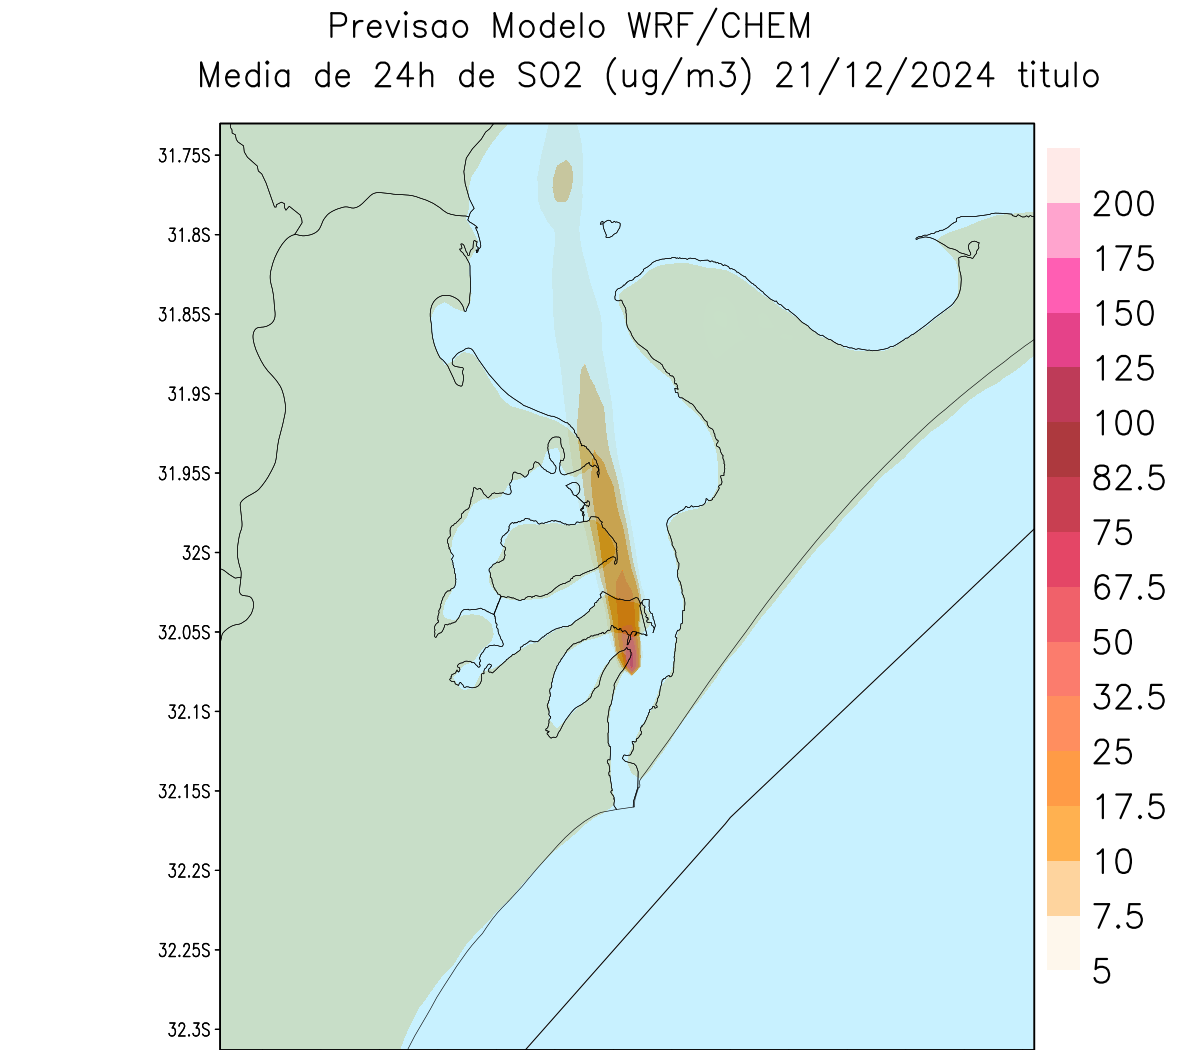 Previsao Modelo WRF/CHEM
Media de 24h de SO2 (ug/m3) 21/12/2024 titulo
31.75S
31.8S
31.85S
31.9S
31.95S
32S
32.05S
32.1S
32.15S
32.2S
32.25S
32.3S
200
175
150
125
100
82.5
75
67.5
50
32.5
25
17.5
10
7.5
5